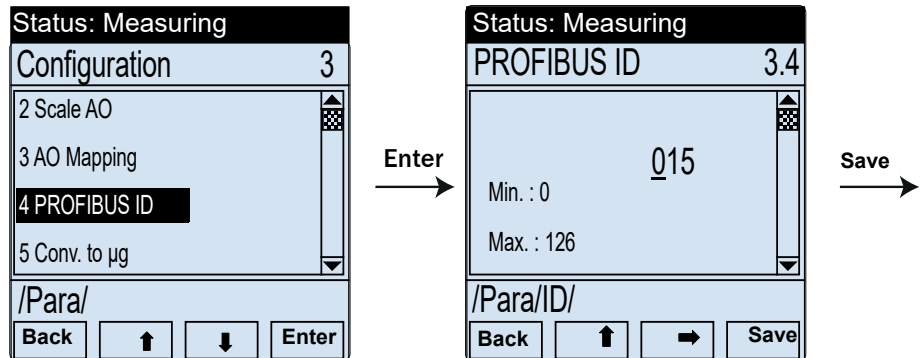 Status: Measuring
Configuration 3
2 Scale AO
3 AO Mapping
4 PROFIBUS ID
5 Conv. to µg
/Para/
Back ⬆ ⬇ Enter
Enter
Status: Measuring
PROFIBUS ID 3.4
015
Min. : 0
Max. : 126
/Para/ID/
Back ⬆ ➡ Save
Save